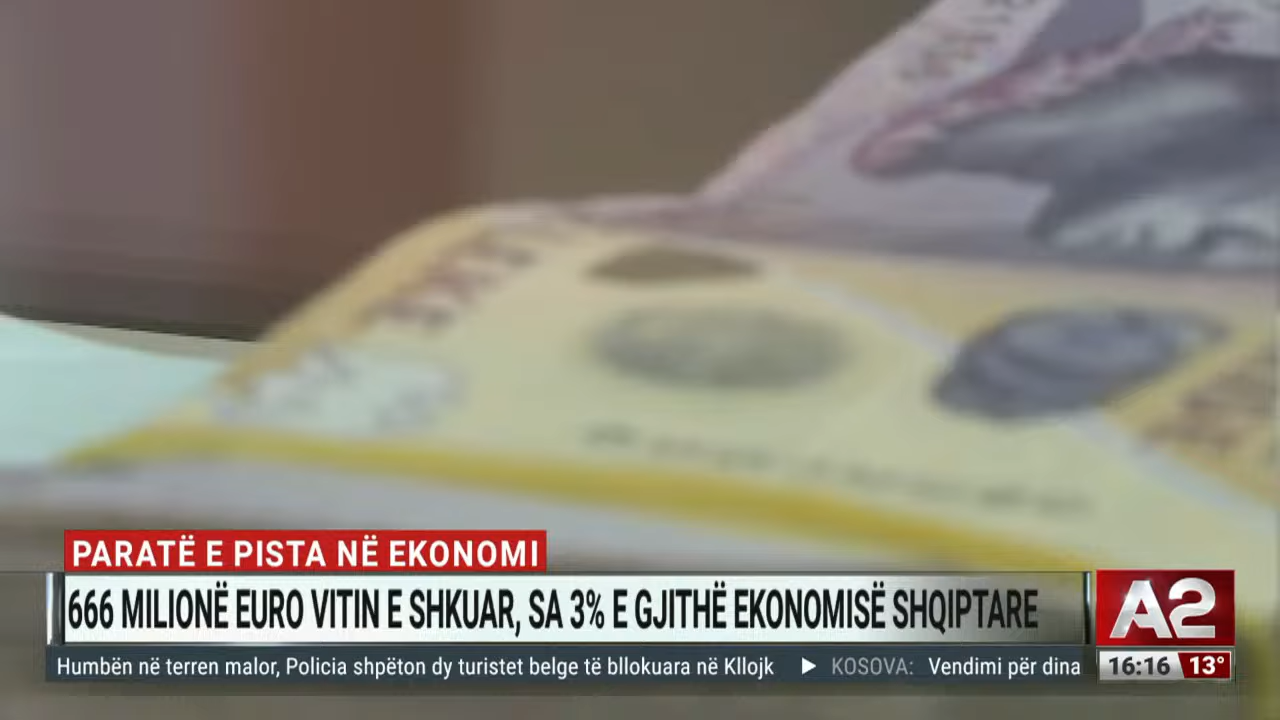 PARATË E PISTA NË EKONOMI
666 MILIONË EURO VITIN E SHKUAR, SA 3% E GJITHË EKONOMISË SHQIPTARE
A2
Humbën në terren malor, Policia shpëton dy turistet belge të bllokuara në Kllojk ▶ KOSOVA: Vendimi për dina
16:16 13°